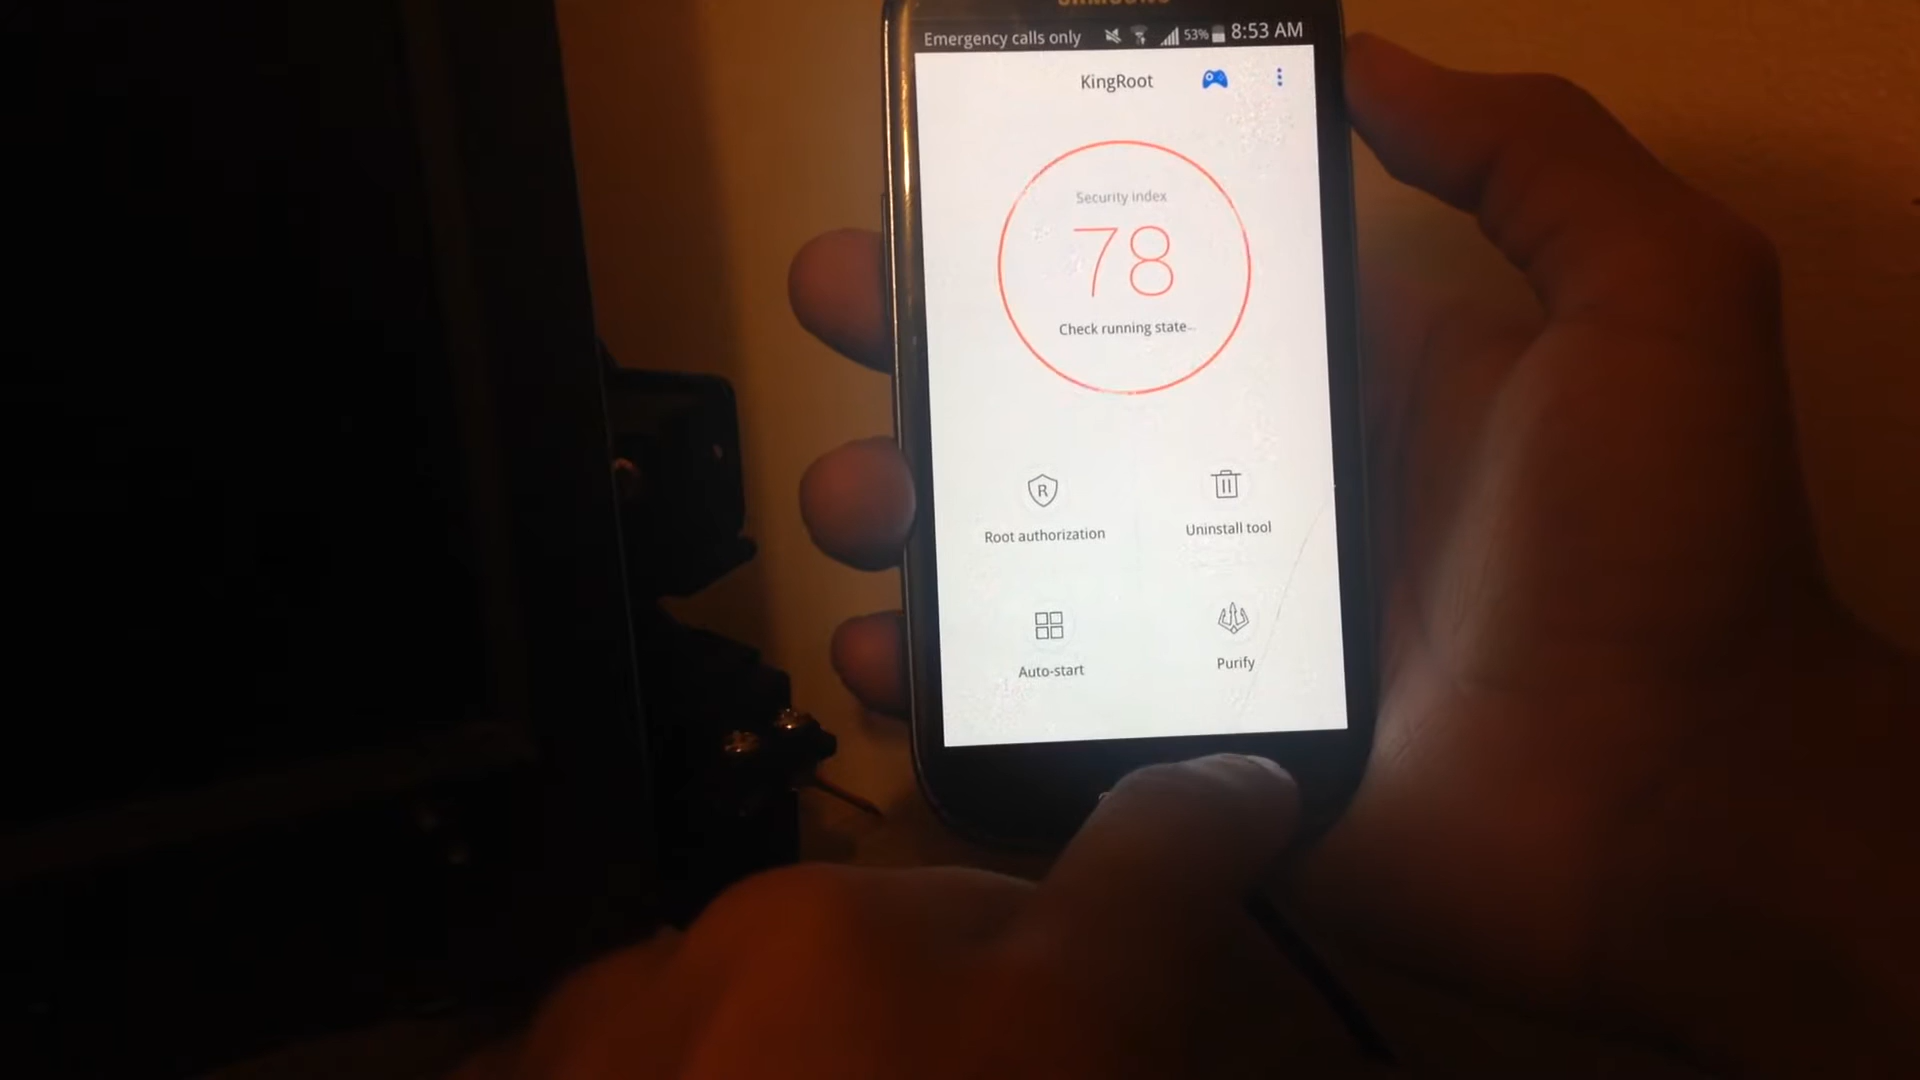 SAMSUNG
Emergency calls only 53% 8:53 AM
KingRoot
Security index
78
Check running state
R
Root authorization
Uninstall tool
Auto-start
Purify